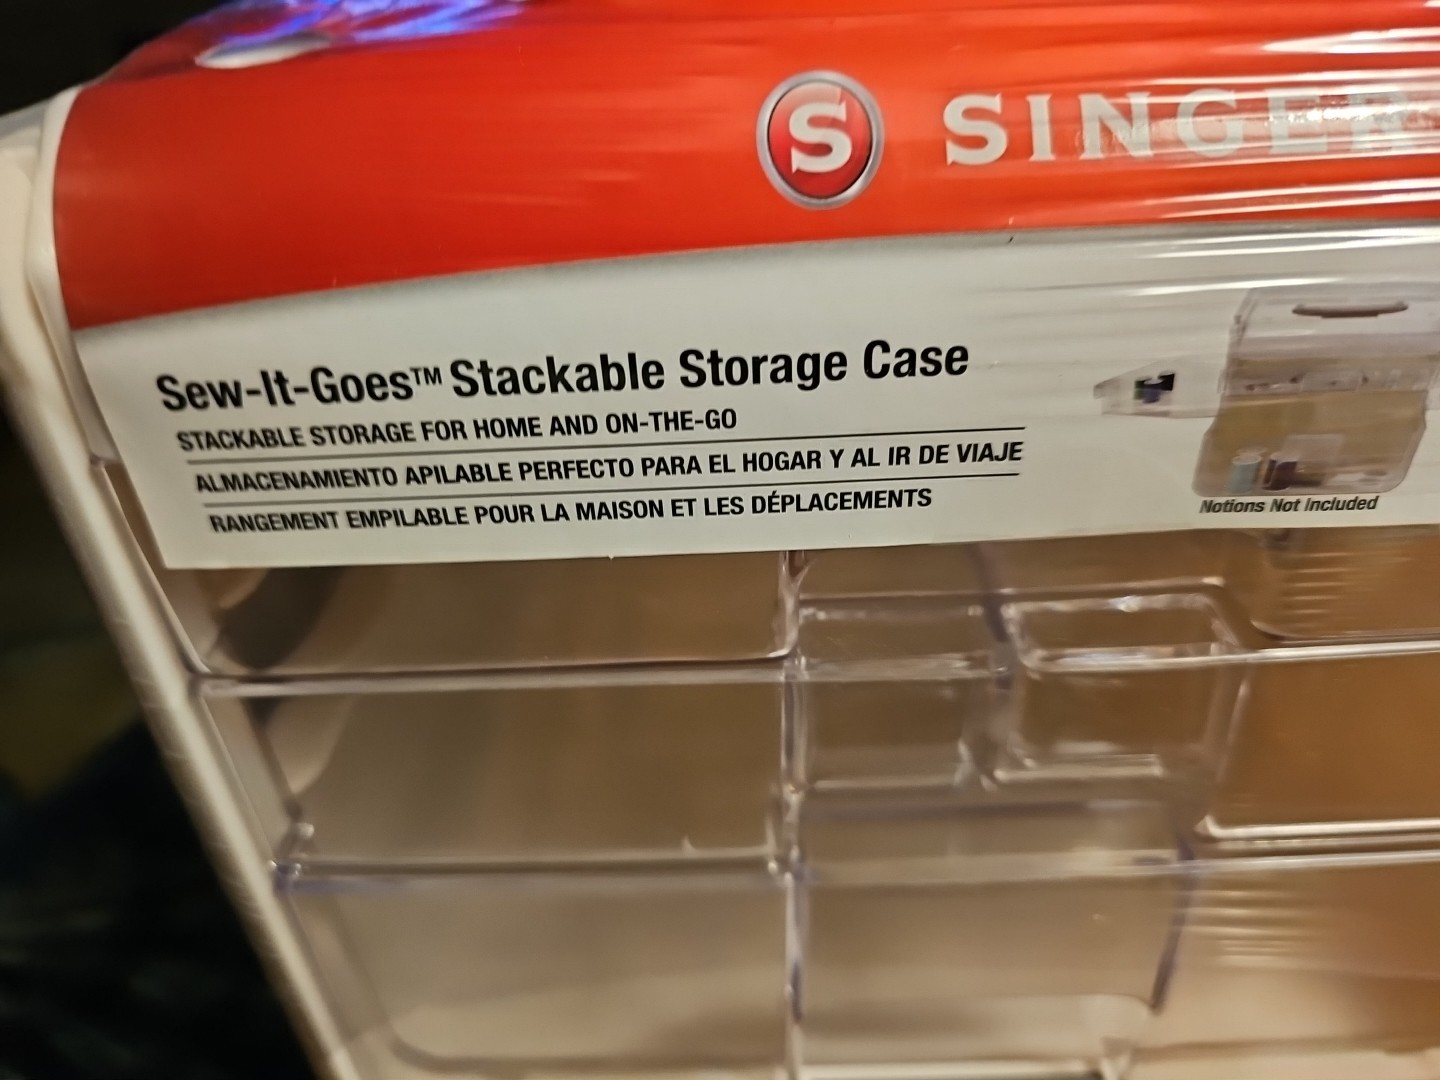 S SINGER
Sew-It-Goes™ Stackable Storage Case
STACKABLE STORAGE FOR HOME AND ON-THE-GO
ALMACENAMIENTO APILABLE PERFECTO PARA EL HOGAR Y AL IR DE VIAJE
RANGEMENT EMPILABLE POUR LA MAISON ET LES DÉPLACEMENTS
Notions Not Included